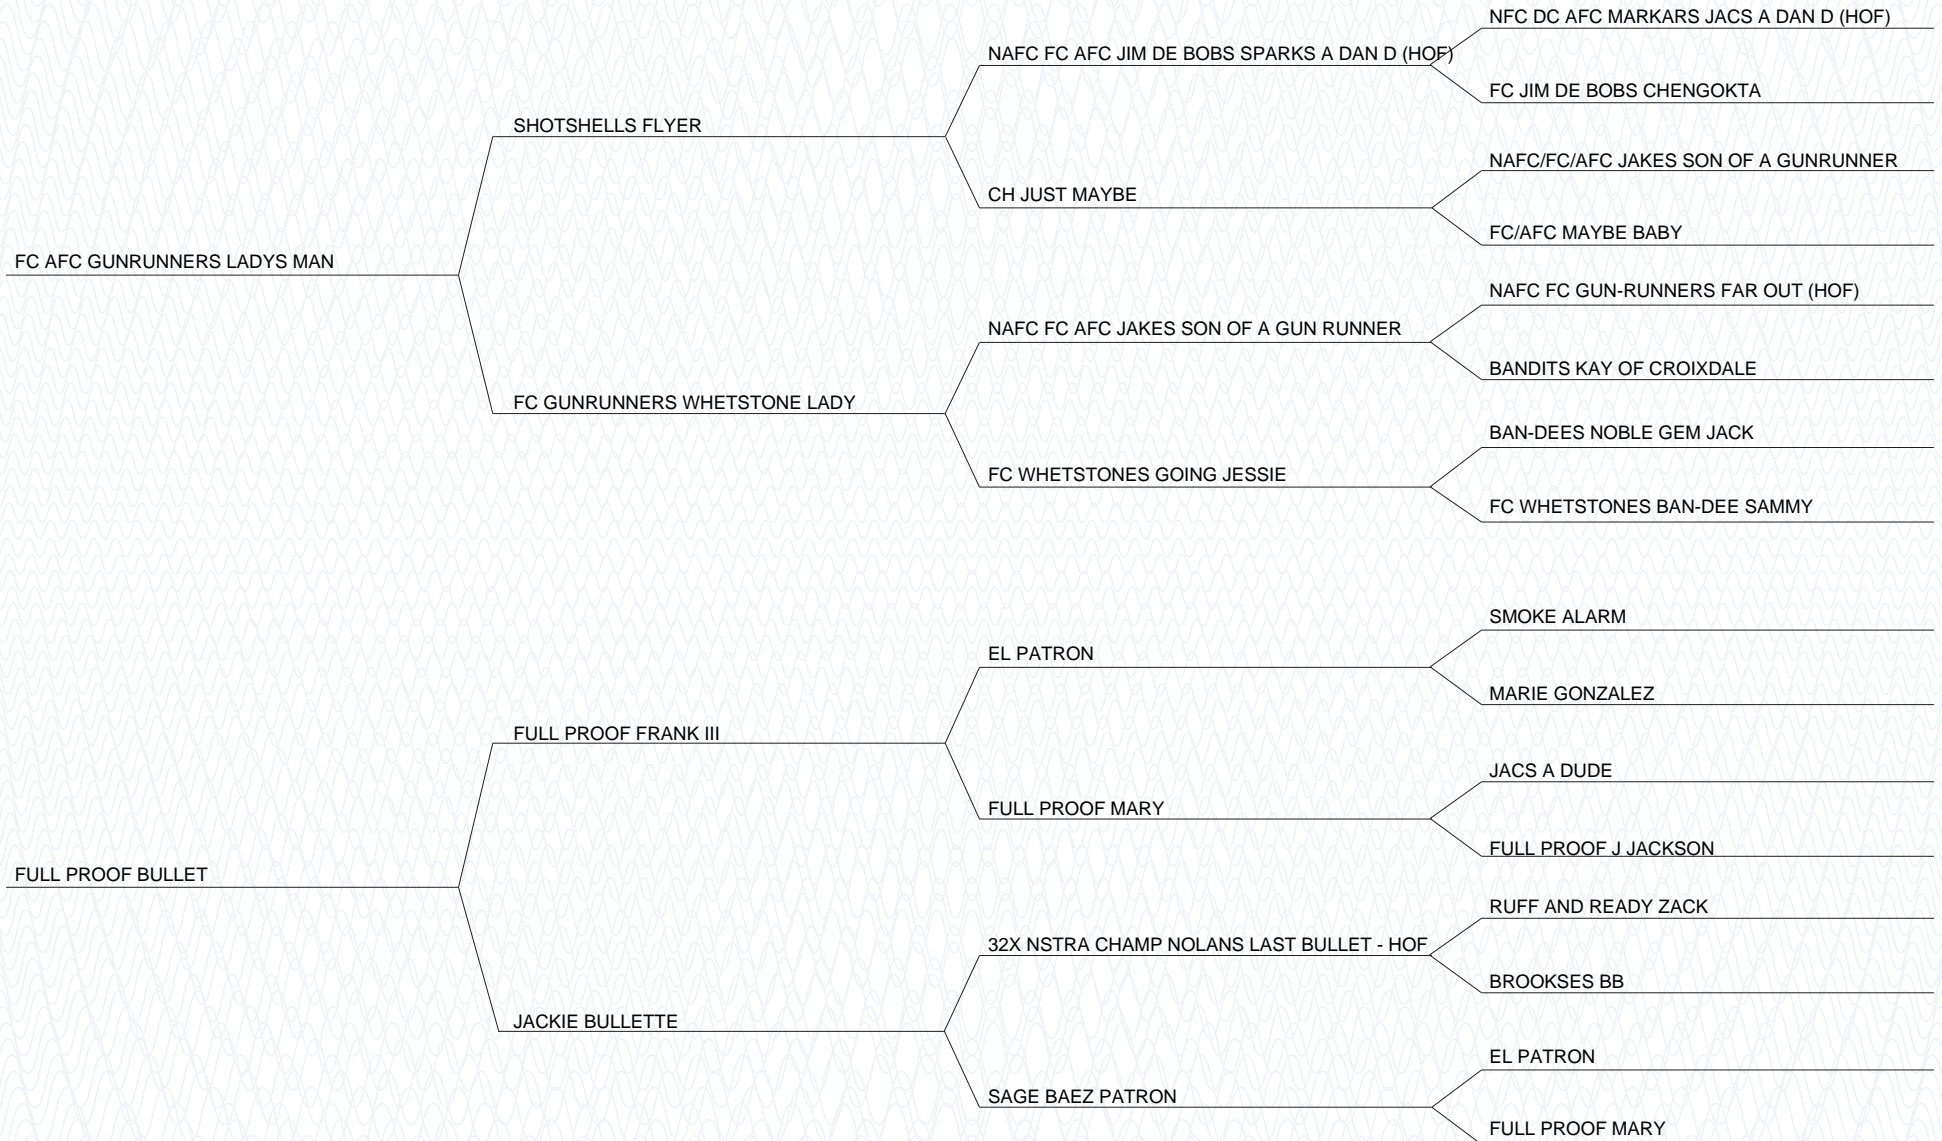 NFC DC AFC MARKARS JACS A DAN D (HOF)
NAFC FC AFC JIM DE BOBS SPARKS A DAN D (HOF)
FC JIM DE BOBS CHENGOKTA
SHOTSHELLS FLYER
NAFC/FC/AFC JAKES SON OF A GUNRUNNER
CH JUST MAYBE
FC/AFC MAYBE BABY
FC AFC GUNRUNNERS LADYS MAN
NAFC FC GUN-RUNNERS FAR OUT (HOF)
NAFC FC AFC JAKES SON OF A GUN RUNNER
BANDITS KAY OF CROIXDALE
FC GUNRUNNERS WHETSTONE LADY
BAN-DEES NOBLE GEM JACK
FC WHETSTONES GOING JESSIE
FC WHETSTONES BAN-DEE SAMMY
SMOKE ALARM
EL PATRON
MARIE GONZALEZ
FULL PROOF FRANK III
JACS A DUDE
FULL PROOF MARY
FULL PROOF J JACKSON
FULL PROOF BULLET
RUFF AND READY ZACK
32X NSTRA CHAMP NOLANS LAST BULLET - HOF
BROOKSES BB
JACKIE BULLETTE
EL PATRON
SAGE BAEZ PATRON
FULL PROOF MARY